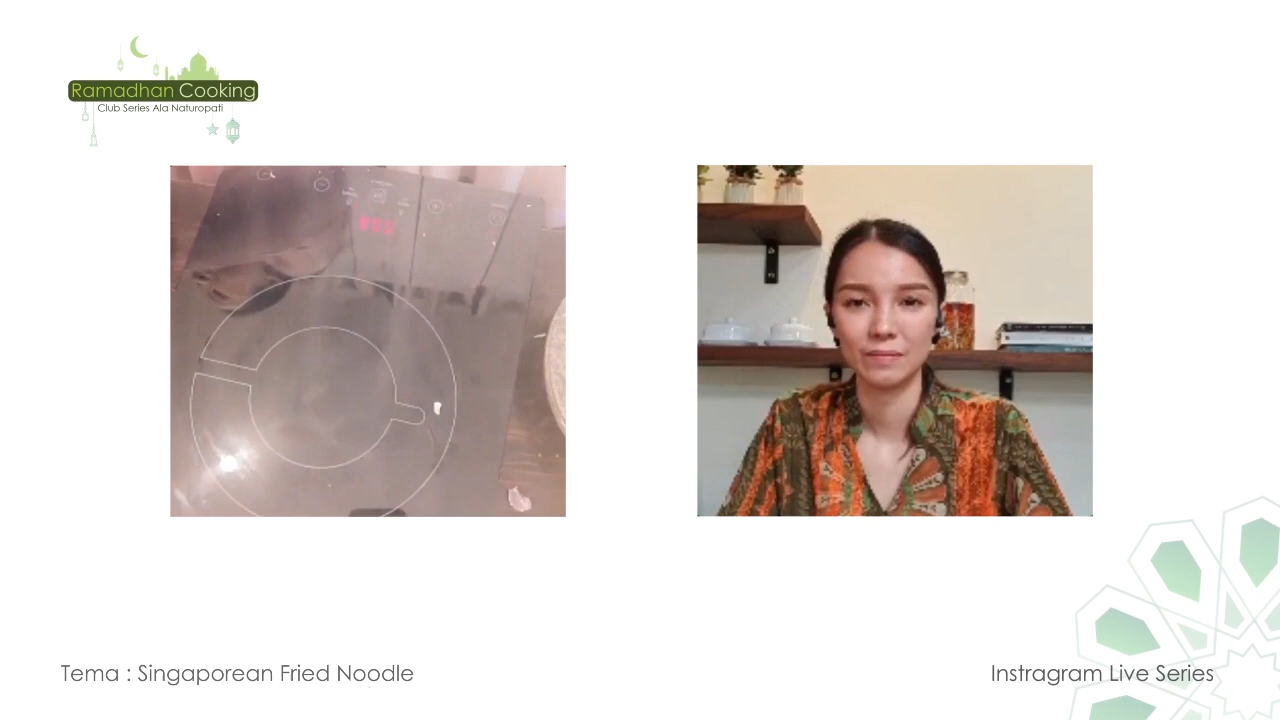 Ramadhan Cooking
Club Series Ala Naturopati
Tema : Singaporean Fried Noodle
Instragram Live Series